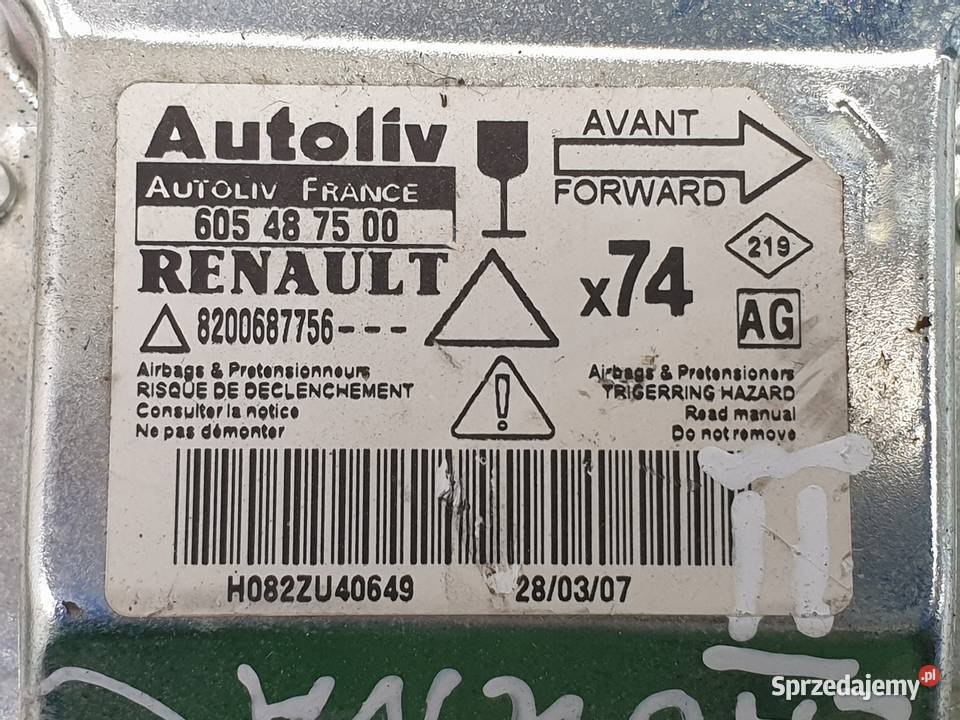 Autoliv
AUTOLIV FRANCE
605 48 75 00
RENAULT
8200687756---
AVANT
FORWARD
x74
219
AG
Airbags & Pretensionneurs
RISQUE DE DECLENCHEMENT
Consulter la notice
Ne pas démonter
Airbags & Pretensioners
TRIGERRING HAZARD
Read manual
Do not remove
H082ZU40649 28/03/07
II
Sprzedajemy.pl